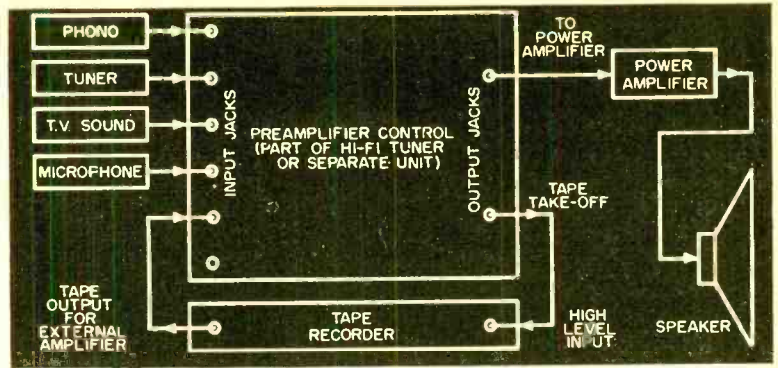 PHONO
TUNER
T.V. SOUND
MICROPHONE
INPUT JACKS
PREAMPLIFIER CONTROL
(PART OF HI-FI TUNER
OR SEPARATE UNIT)
OUTPUT JACKS
TO
POWER
AMPLIFIER
POWER
AMPLIFIER
TAPE
TAKE-OFF
TAPE
OUTPUT
FOR
EXTERNAL
AMPLIFIER
TAPE
RECORDER
HIGH
LEVEL
INPUT
SPEAKER